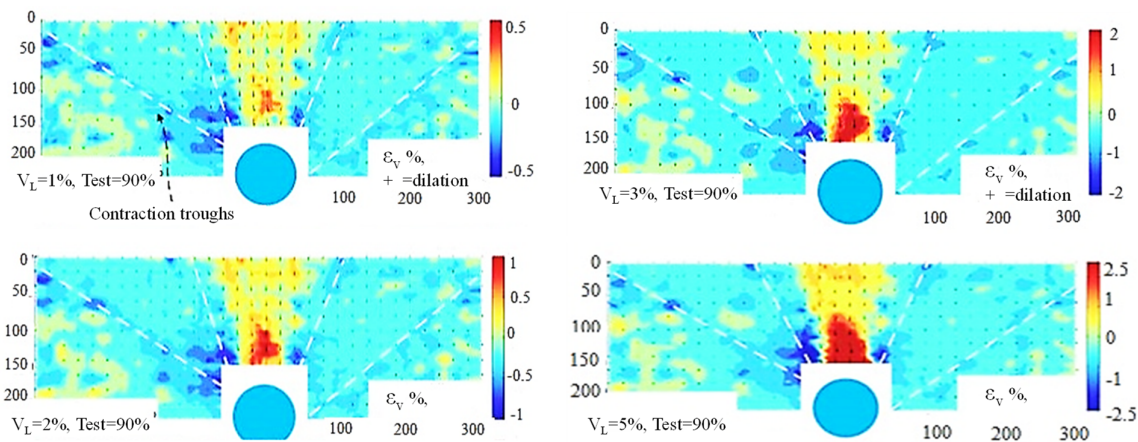 0
50
100
150
200
0.5
0
-0.5
V_L=1%, Test=90%
ε_v %,
+ =dilation
100 200 300
Contraction troughs
0
50
100
150
200
2
1
0
-1
-2
V_L=3%, Test=90%
ε_v %,
+ =dilation
100 200 300
0
50
100
150
200
1
0.5
0
-0.5
-1
V_L=2%, Test=90%
ε_v %,
100 200 300
0
50
100
150
200
2.5
1
0
-1
-2.5
V_L=5%, Test=90%
ε_v %,
100 200 300